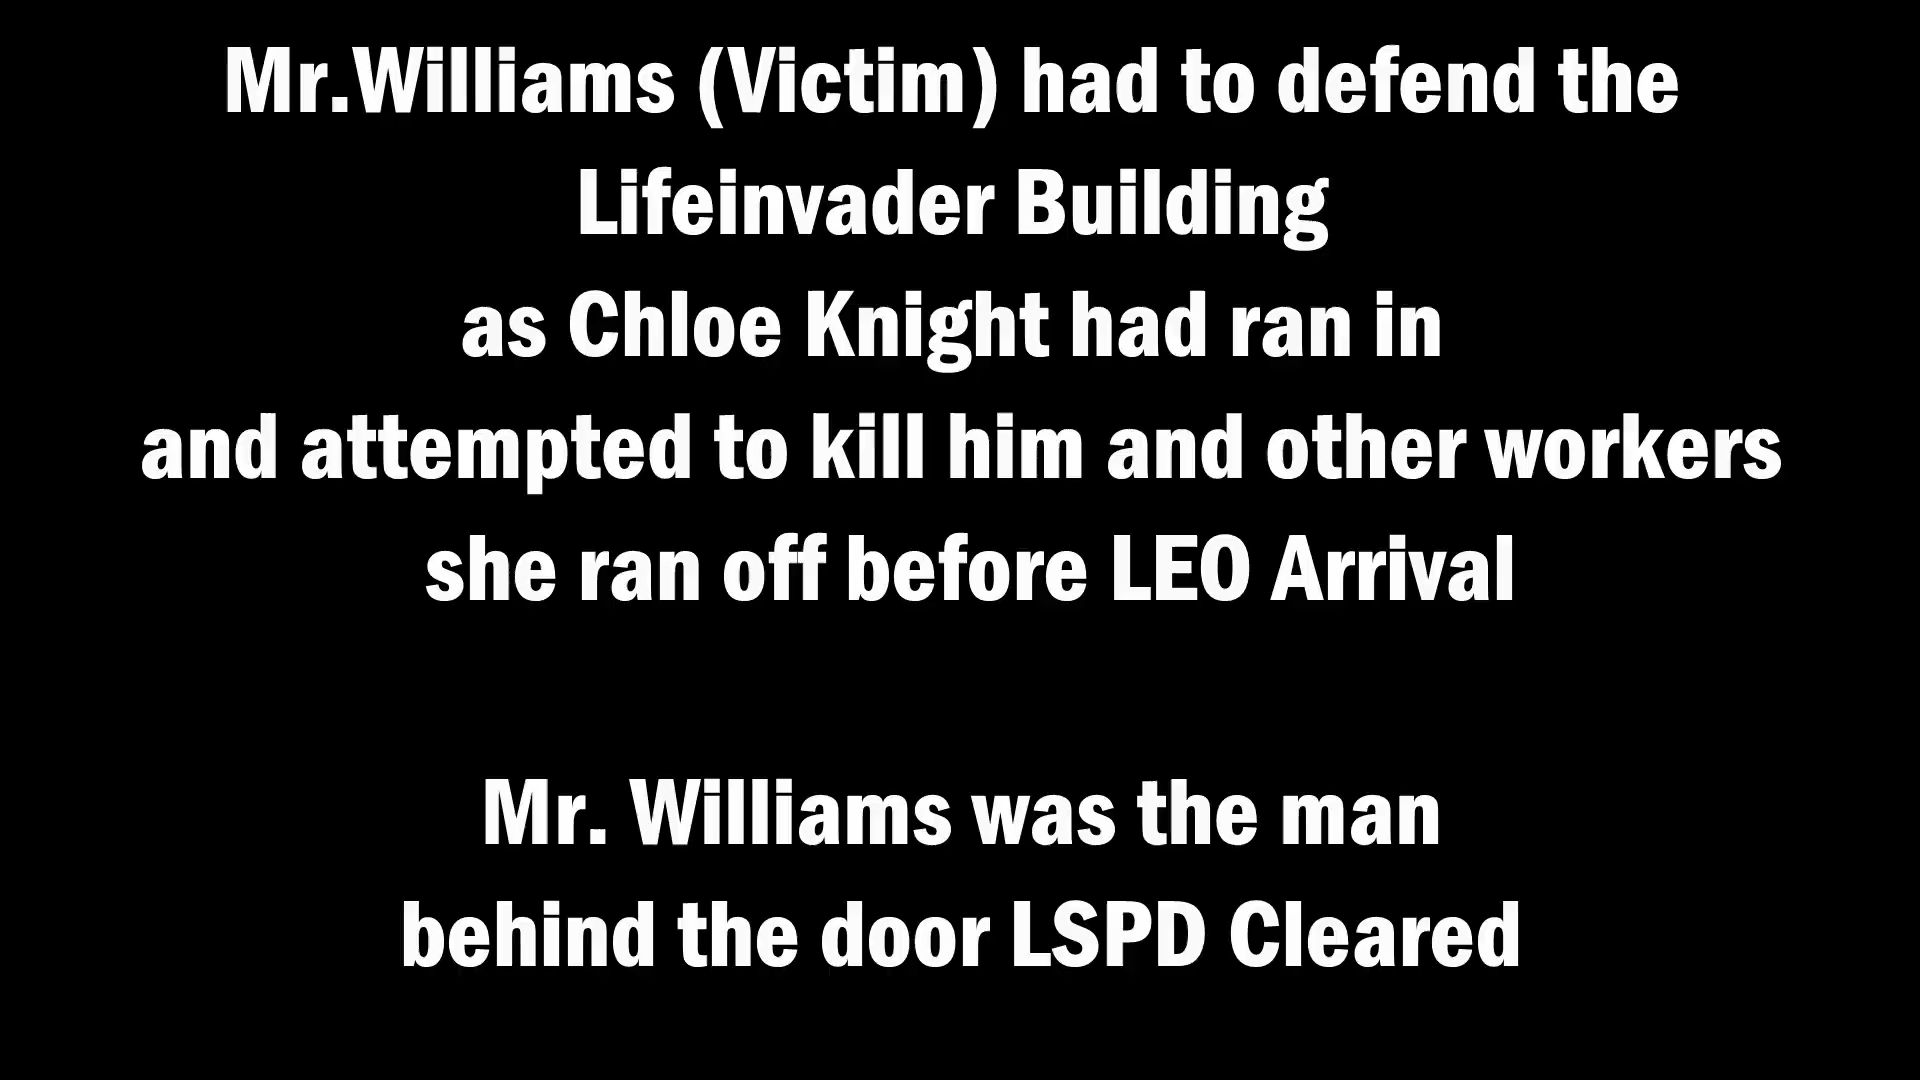 Mr.Williams (Victim) had to defend the
Lifeinvader Building
as Chloe Knight had ran in
and attempted to kill him and other workers
she ran off before LEO Arrival
Mr. Williams was the man
behind the door LSPD Cleared